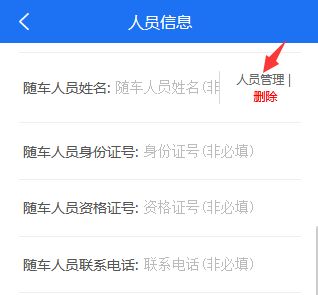 人员信息
随车人员姓名: 随车人员姓名(非 人员管理 |
删除
随车人员身份证号: 身份证号(非必填)
随车人员资格证号: 资格证号(非必填)
随车人员联系电话: 联系电话(非必填)